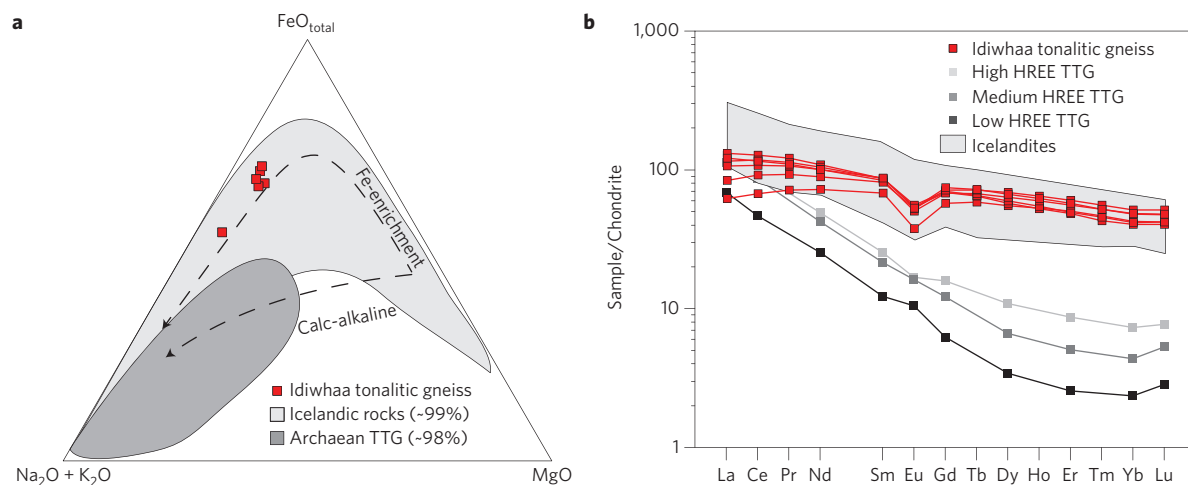 a
FeO_total
Fe-enrichment
Calc-alkaline
Idiwhaa tonalitic gneiss
Icelandic rocks (~99%)
Archaean TTG (~98%)
Na₂O + K₂O
MgO
b
1,000
100
10
1
Sample/Chondrite
Idiwhaa tonalitic gneiss
High HREE TTG
Medium HREE TTG
Low HREE TTG
Icelandites
La Ce Pr Nd Sm Eu Gd Tb Dy Ho Er Tm Yb Lu